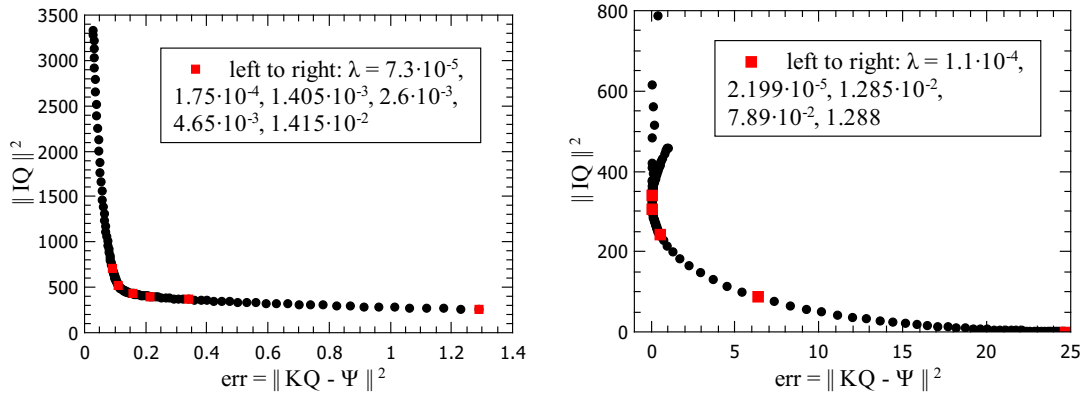 3500
3000
2500
2000
1500
1000
500
0
|| IQ || ²
left to right: λ = 7.3·10⁻⁵,
1.75·10⁻⁴, 1.405·10⁻³, 2.6·10⁻³,
4.65·10⁻³, 1.415·10⁻²
0 0.2 0.4 0.6 0.8 1 1.2 1.4
err = || KQ - Ψ || ²
800
600
400
200
0
|| IQ || ²
left to right: λ = 1.1·10⁻⁴,
2.199·10⁻⁵, 1.285·10⁻²,
7.89·10⁻², 1.288
0 5 10 15 20 25
err = || KQ - Ψ || ²